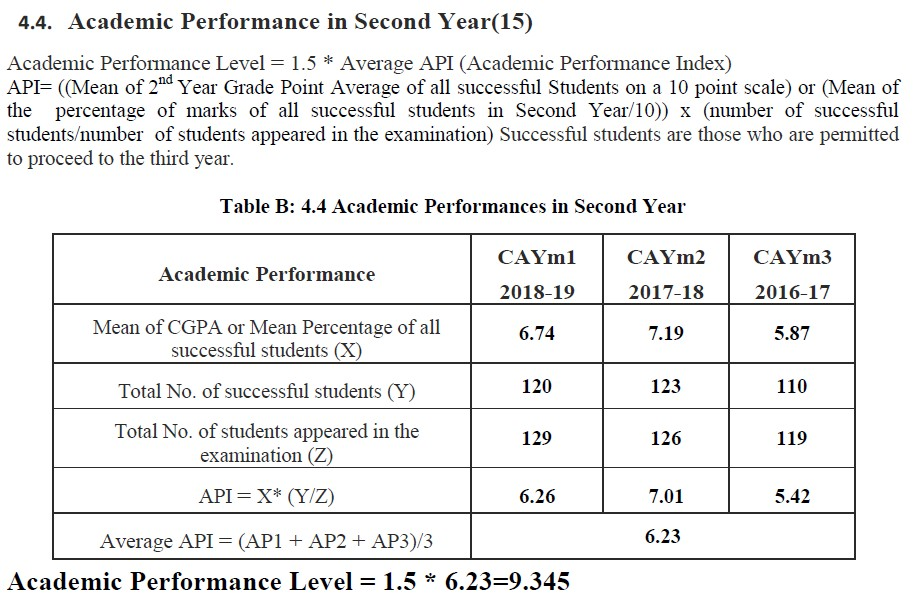 4.4. Academic Performance in Second Year(15)
Academic Performance Level = 1.5 * Average API (Academic Performance Index)
API= ((Mean of 2nd Year Grade Point Average of all successful Students on a 10 point scale) or (Mean of
the percentage of marks of all successful students in Second Year/10)) x (number of successful
students/number of students appeared in the examination) Successful students are those who are permitted
to proceed to the third year.
Table B: 4.4 Academic Performances in Second Year
Academic Performance CAYm1 CAYm2 CAYm3
2018-19 2017-18 2016-17
Mean of CGPA or Mean Percentage of all
successful students (X) 6.74 7.19 5.87
Total No. of successful students (Y) 120 123 110
Total No. of students appeared in the
examination (Z) 129 126 119
API = X* (Y/Z) 6.26 7.01 5.42
Average API = (AP1 + AP2 + AP3)/3 6.23
Academic Performance Level = 1.5 * 6.23=9.345